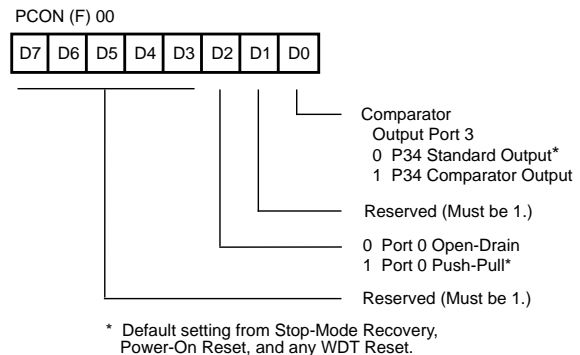 PCON (F) 00
D7 D6 D5 D4 D3 D2 D1 D0
Comparator
Output Port 3
0 P34 Standard Output*
1 P34 Comparator Output
Reserved (Must be 1.)
0 Port 0 Open-Drain
1 Port 0 Push-Pull*
Reserved (Must be 1.)
* Default setting from Stop-Mode Recovery,
Power-On Reset, and any WDT Reset.